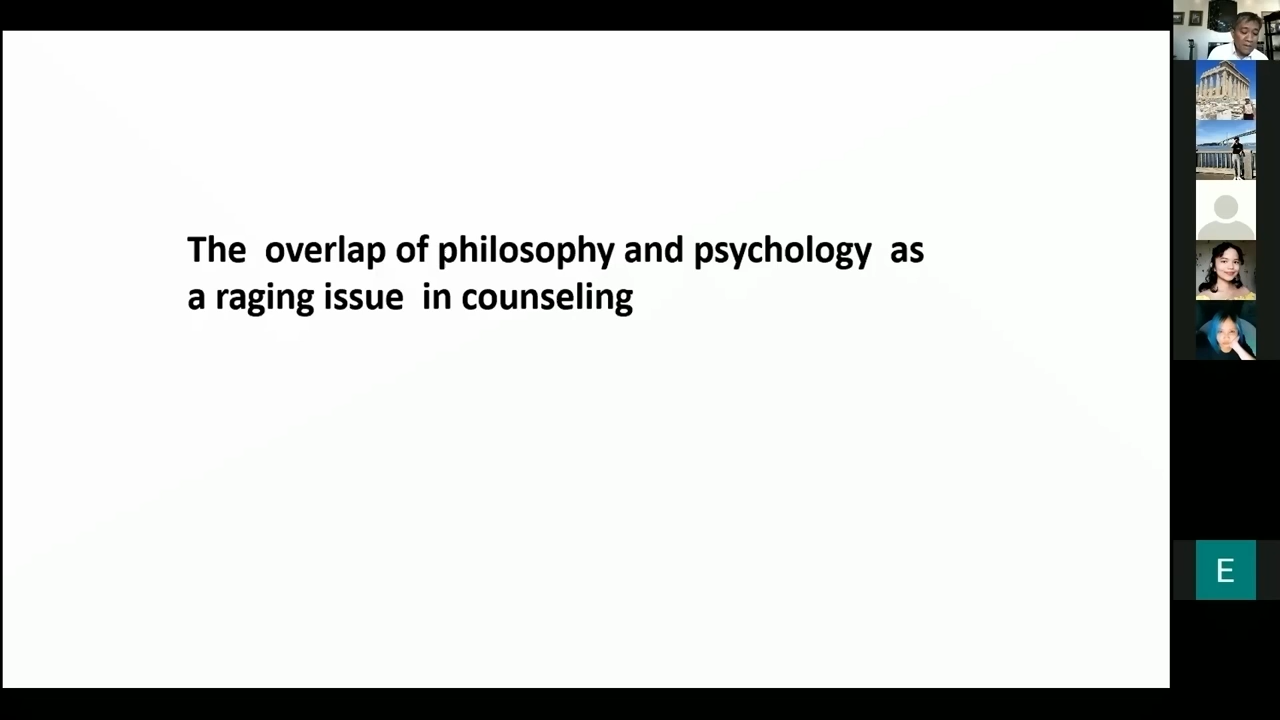 The  overlap of philosophy and psychology  as
a raging issue  in counseling
E